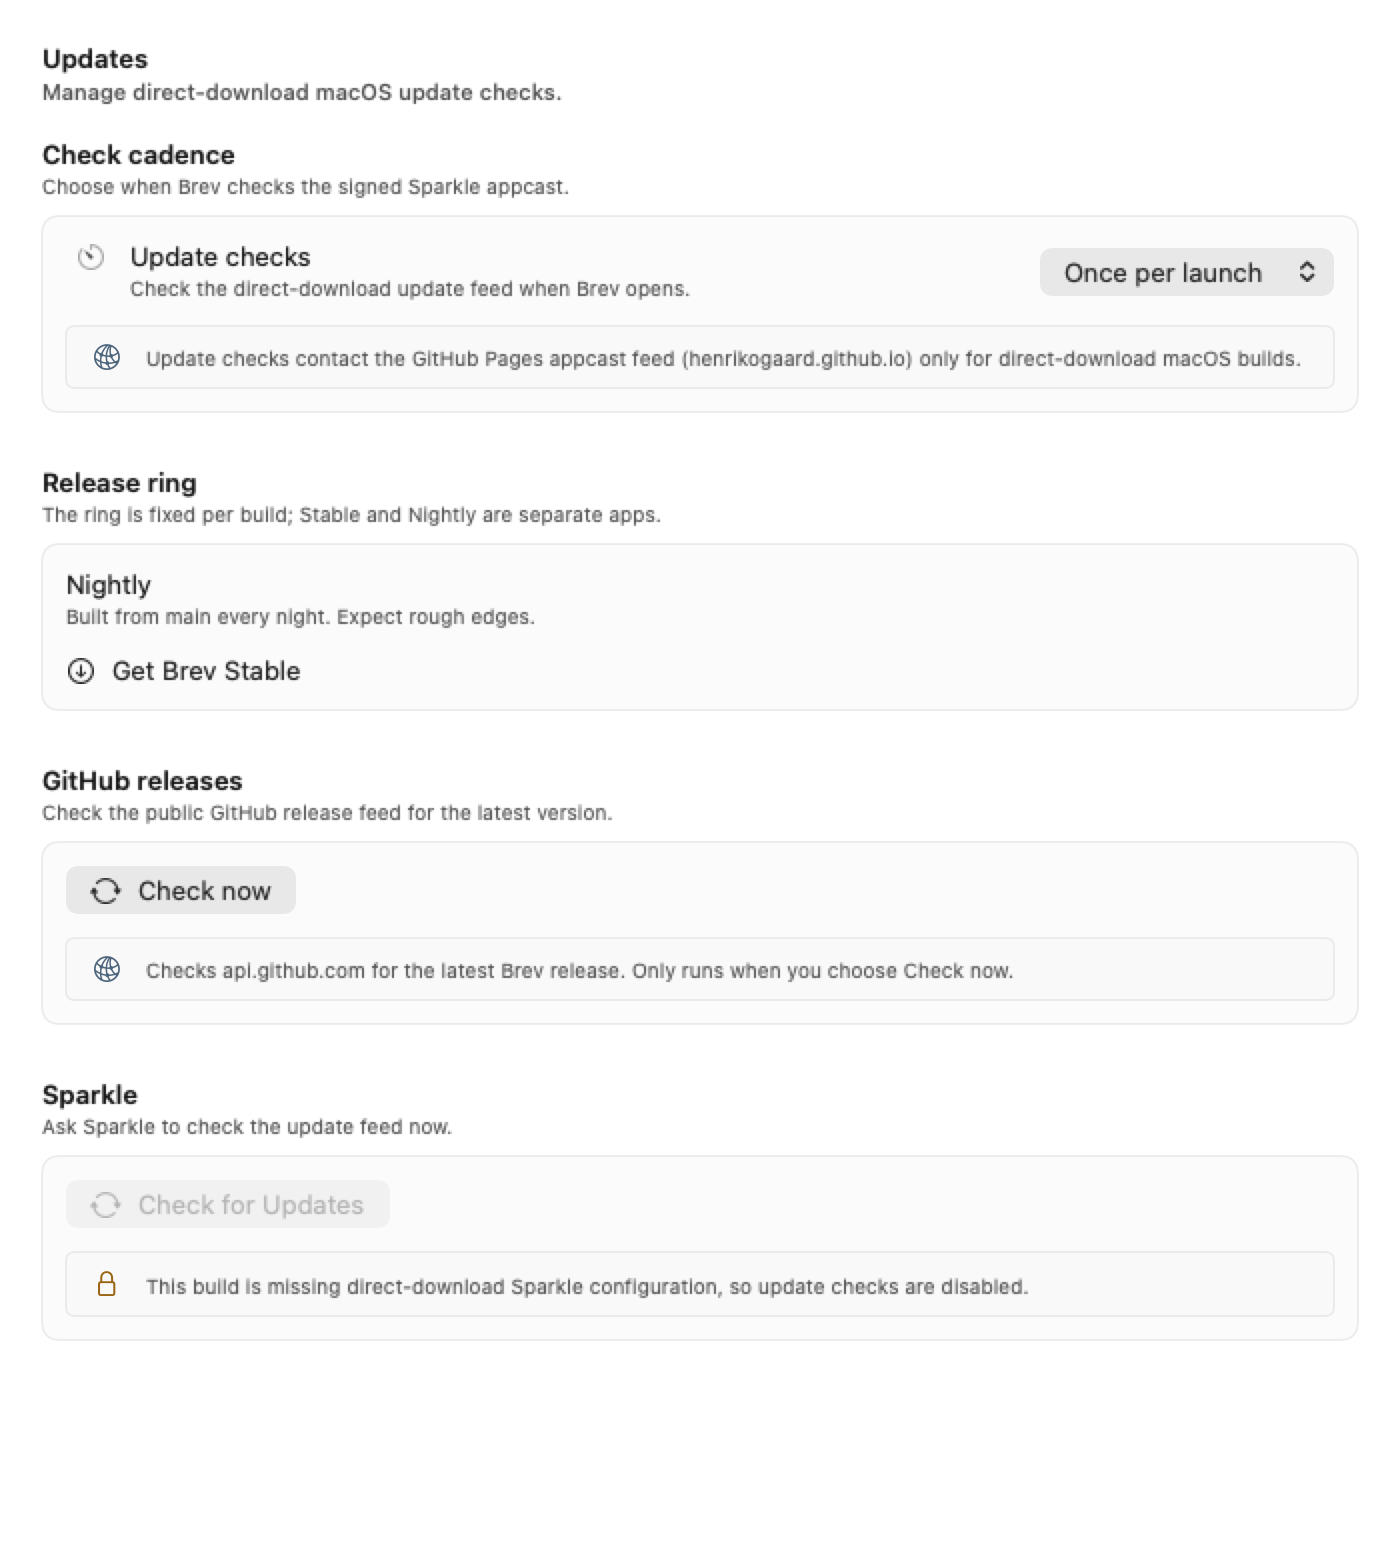 Updates
Manage direct-download macOS update checks.
Check cadence
Choose when Brev checks the signed Sparkle appcast.
Update checks
Check the direct-download update feed when Brev opens.
Once per launch
Update checks contact the GitHub Pages appcast feed (henrikogaard.github.io) only for direct-download macOS builds.
Release ring
The ring is fixed per build; Stable and Nightly are separate apps.
Nightly
Built from main every night. Expect rough edges.
Get Brev Stable
GitHub releases
Check the public GitHub release feed for the latest version.
Check now
Checks api.github.com for the latest Brev release. Only runs when you choose Check now.
Sparkle
Ask Sparkle to check the update feed now.
Check for Updates
This build is missing direct-download Sparkle configuration, so update checks are disabled.